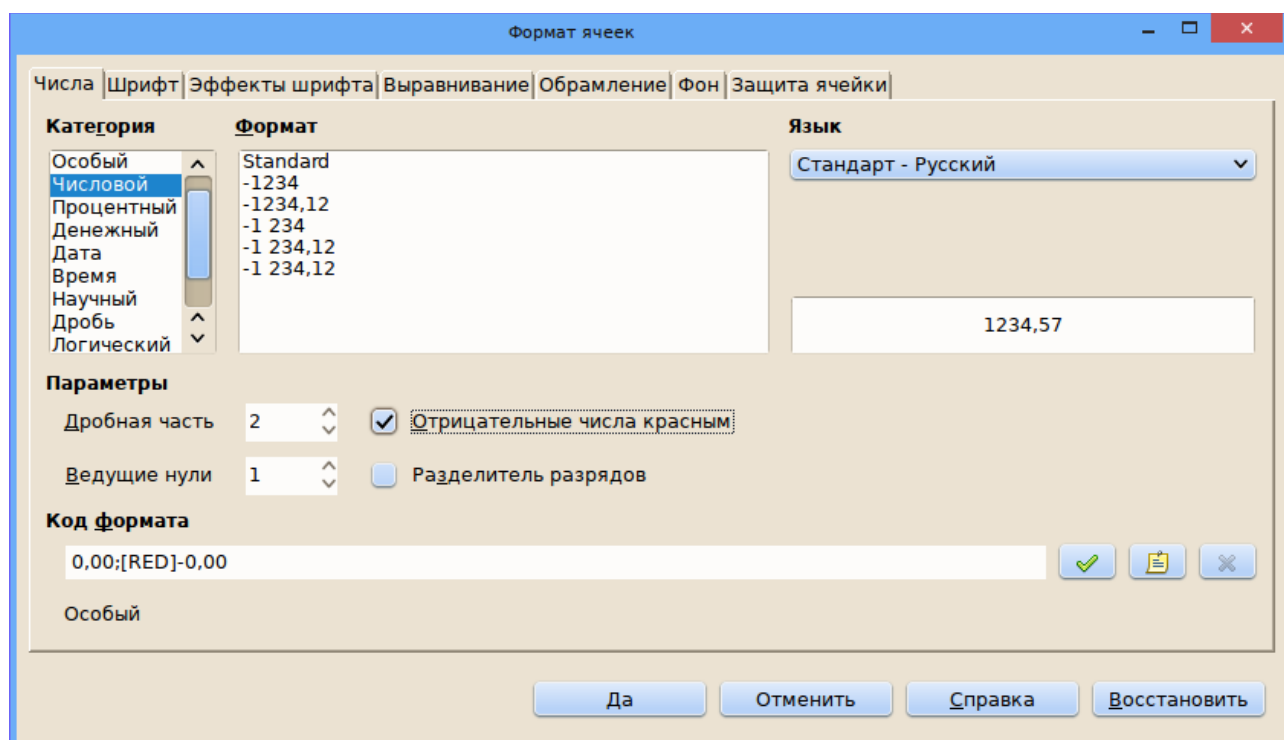 Формат ячеек
Числа Шрифт Эффекты шрифта Выравнивание Обрамление Фон Защита ячейки
Категория Формат Язык
Особый
Числовой
Процентный
Денежный
Дата
Время
Научный
Дробь
Логический
Standard
-1234
-1234,12
-1 234
-1 234,12
-1 234,12
Стандарт - Русский
1234,57
Параметры
Дробная часть 2 Отрицательные числа красным
Ведущие нули 1 Разделитель разрядов
Код формата
0,00;[RED]-0,00
Особый
Да Отменить Справка Восстановить